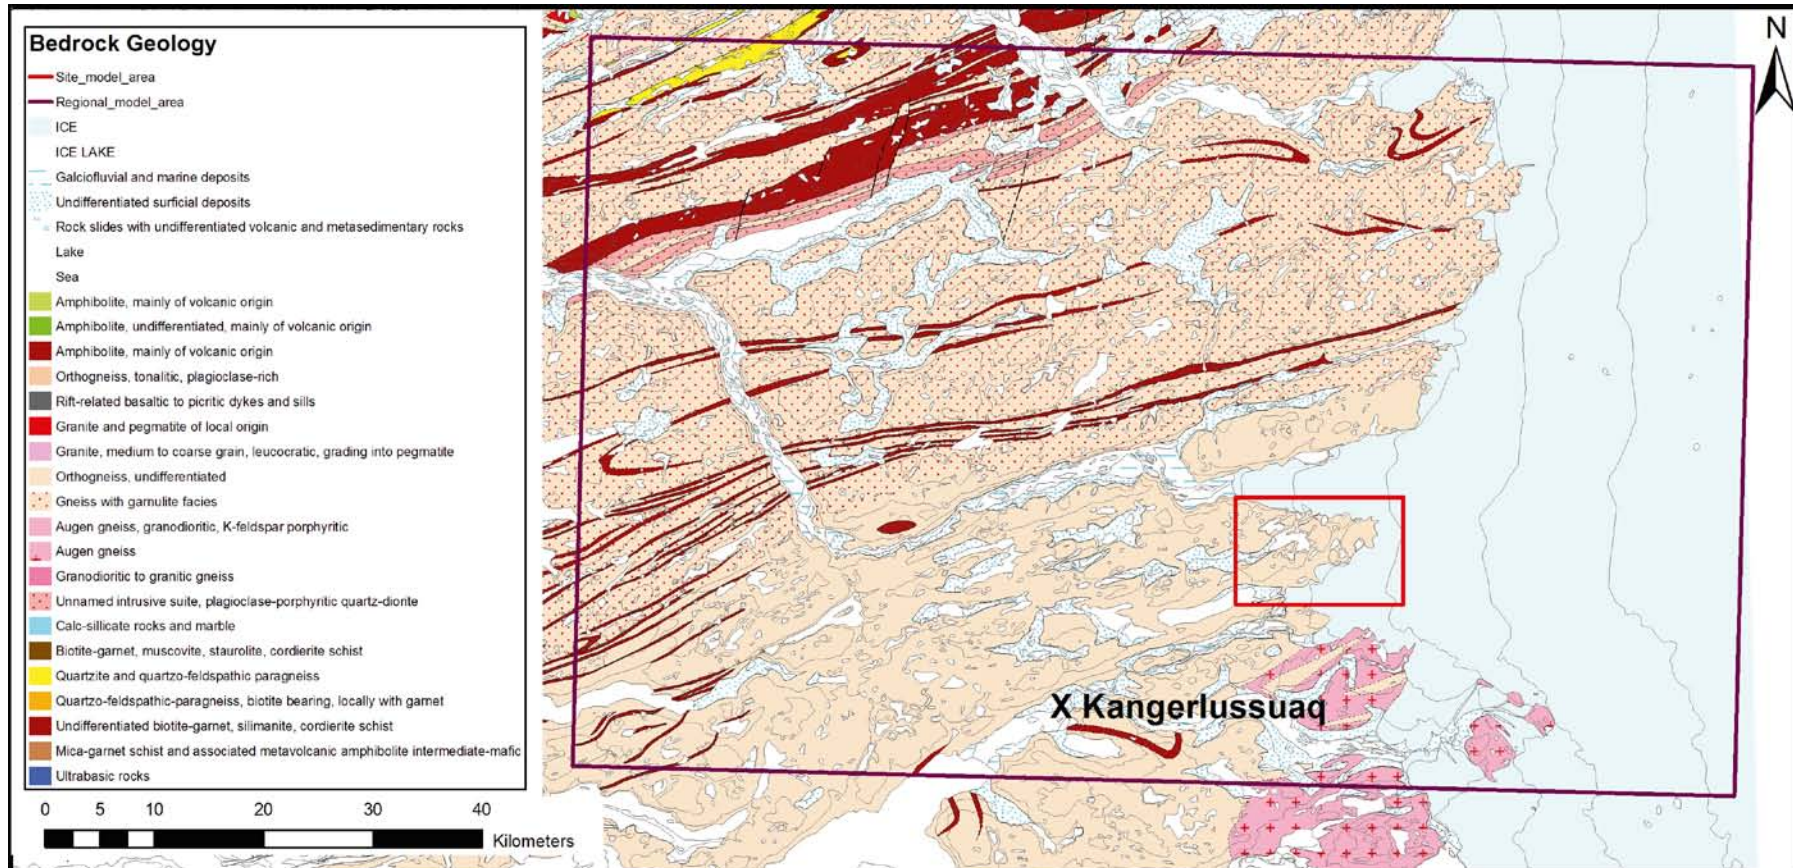 Bedrock Geology
Site_model_area
Regional_model_area
ICE
ICE LAKE
Galciofluvial and marine deposits
Undifferentiated surficial deposits
Rock slides with undifferentiated volcanic and metasedimentary rocks
Lake
Sea
Amphibolite, mainly of volcanic origin
Amphibolite, undifferentiated, mainly of volcanic origin
Amphibolite, mainly of volcanic origin
Orthogneiss, tonalitic, plagioclase-rich
Rift-related basaltic to picritic dykes and sills
Granite and pegmatite of local origin
Granite, medium to coarse grain, leucocratic, grading into pegmatite
Orthogneiss, undifferentiated
Gneiss with garnulite facies
Augen gneiss, granodioritic, K-feldspar porphyritic
Augen gneiss
Granodioritic to granitic gneiss
Unnamed intrusive suite, plagioclase-porphyritic quartz-diorite
Calc-sillicate rocks and marble
Biotite-garnet, muscovite, staurolite, cordierite schist
Quartzite and quartzo-feldspathic paragneiss
Quartzo-feldspathic-paragneiss, biotite bearing, locally with garnet
Undifferentiated biotite-garnet, silimanite, cordierite schist
Mica-garnet schist and associated metavolcanic amphibolite intermediate-mafic
Ultrabasic rocks
0 5 10 20 30 40
Kilometers
N
X Kangerlussuaq